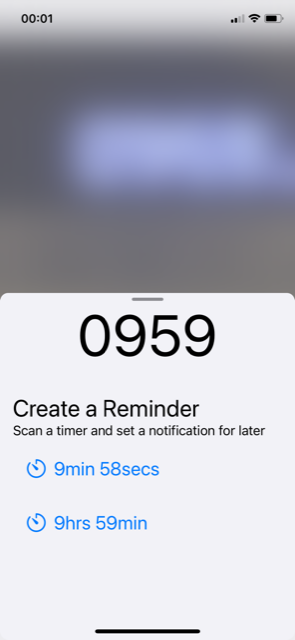 00:01
0959
Create a Reminder
Scan a timer and set a notification for later
9min 58secs
9hrs 59min